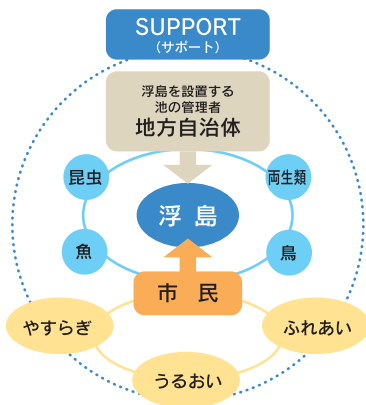 SUPPORT
（サポート）
浮島を設置する
池の管理者
地方自治体
昆虫
両生類
浮島
魚
鳥
市民
やすらぎ
ふれあい
うるおい